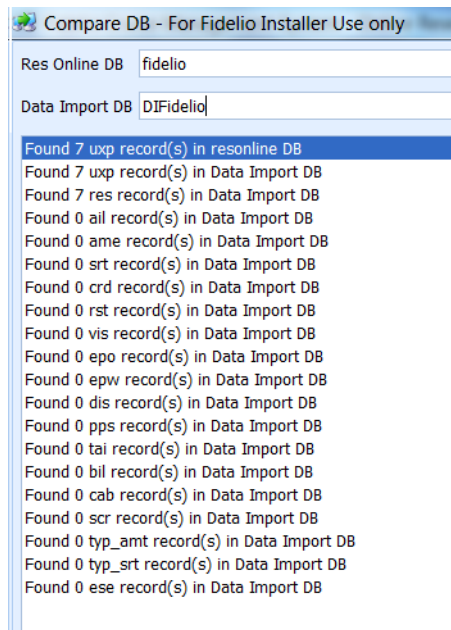 Compare DB - For Fidelio Installer Use only
Res Online DB fidelio
Data Import DB DIFidelio
Found 7 uxp record(s) in resonline DB
Found 7 uxp record(s) in Data Import DB
Found 7 res record(s) in Data Import DB
Found 0 ail record(s) in Data Import DB
Found 0 ame record(s) in Data Import DB
Found 0 srt record(s) in Data Import DB
Found 0 crd record(s) in Data Import DB
Found 0 rst record(s) in Data Import DB
Found 0 vis record(s) in Data Import DB
Found 0 epo record(s) in Data Import DB
Found 0 epw record(s) in Data Import DB
Found 0 dis record(s) in Data Import DB
Found 0 pps record(s) in Data Import DB
Found 0 tai record(s) in Data Import DB
Found 0 bil record(s) in Data Import DB
Found 0 cab record(s) in Data Import DB
Found 0 scr record(s) in Data Import DB
Found 0 typ_amt record(s) in Data Import DB
Found 0 typ_srt record(s) in Data Import DB
Found 0 ese record(s) in Data Import DB